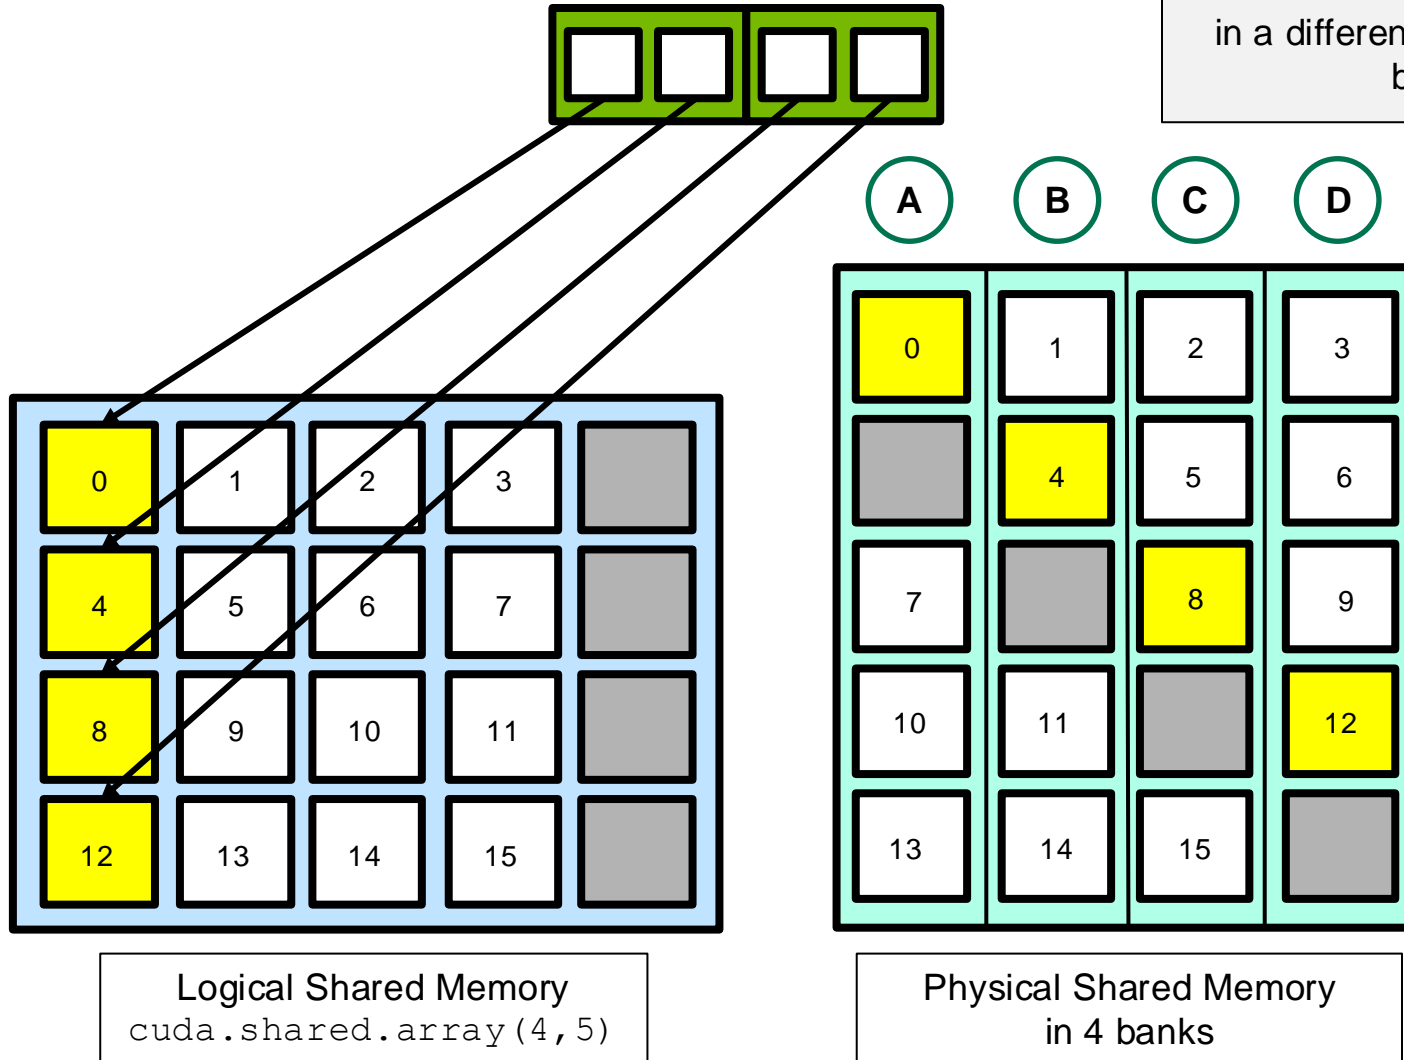 in a different
A B C D
0 1 2 3
4 5 6 7
8 9 10 11
12 13 14 15
0 1 2 3
4 5 6
7 8 9
10 11 12
13 14 15
Logical Shared Memory
cuda.shared.array(4,5)
Physical Shared Memory
in 4 banks